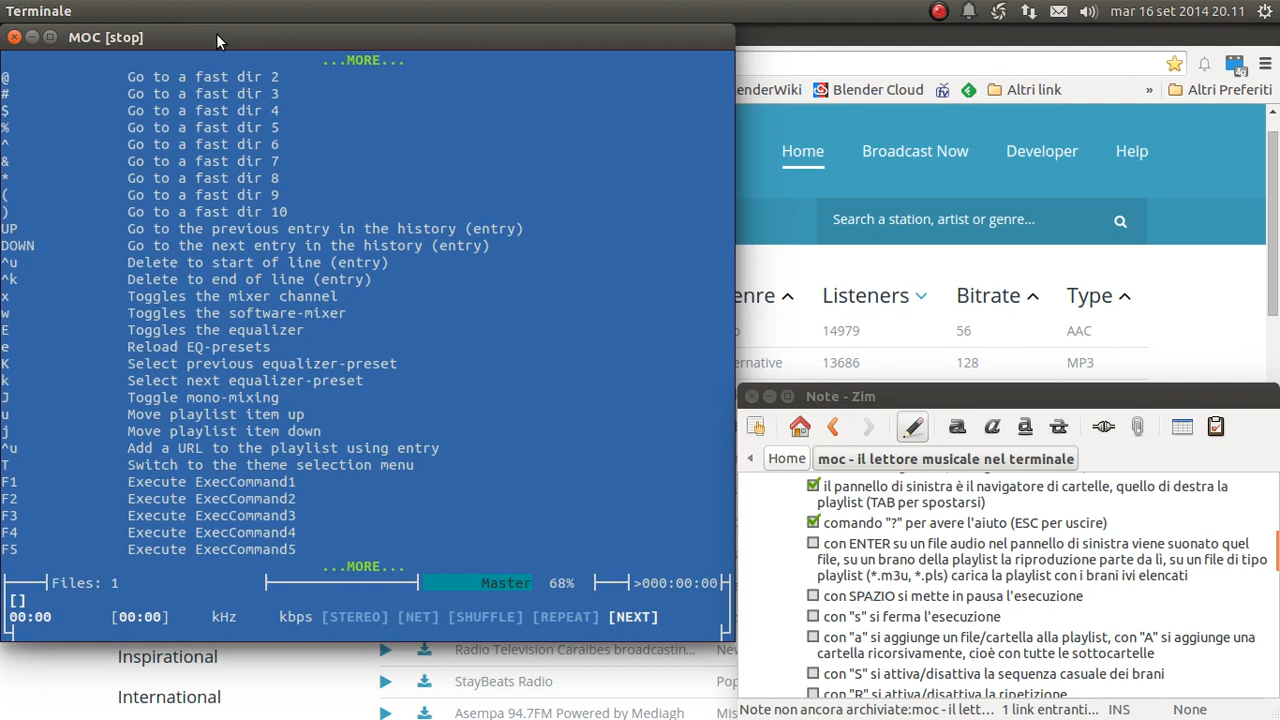 Terminale
mar 16 set 2014 20.11
MOC [stop]
...MORE...
@ Go to a fast dir 2
# Go to a fast dir 3
$ Go to a fast dir 4
% Go to a fast dir 5
^ Go to a fast dir 6
& Go to a fast dir 7
* Go to a fast dir 8
( Go to a fast dir 9
) Go to a fast dir 10
UP Go to the previous entry in the history (entry)
DOWN Go to the next entry in the history (entry)
^u Delete to start of line (entry)
^k Delete to end of line (entry)
x Toggles the mixer channel
w Toggles the software-mixer
E Toggles the equalizer
e Reload EQ-presets
K Select previous equalizer-preset
k Select next equalizer-preset
J Toggle mono-mixing
u Move playlist item up
j Move playlist item down
^u Add a URL to the playlist using entry
T Switch to the theme selection menu
F1 Execute ExecCommand1
F2 Execute ExecCommand2
F3 Execute ExecCommand3
F4 Execute ExecCommand4
F5 Execute ExecCommand5
...MORE...
Files: 1 Master 68% >000:00:00
[]
00:00 [00:00] kHz kbps [STEREO] [NET] [SHUFFLE] [REPEAT] [NEXT]
enderWiki Blender Cloud Altri link » Altri Preferiti
Home Broadcast Now Developer Help
Search a station, artist or genre...
enre Listeners Bitrate Type
14979 56 AAC
ternative 13686 128 MP3
Note - Zim
Home moc - il lettore musicale nel terminale
il pannello di sinistra è il navigatore di cartelle, quello di destra la
playlist (TAB per spostarsi)
comando "?" per avere l'aiuto (ESC per uscire)
con ENTER su un file audio nel pannello di sinistra viene suonato quel
file, su un brano della playlist la riproduzione parte da lì, su un file di tipo
playlist (*.m3u, *.pls) carica la playlist con i brani ivi elencati
con SPAZIO si mette in pausa l'esecuzione
con "s" si ferma l'esecuzione
con "a" si aggiunge un file/cartella alla playlist, con "A" si aggiunge una
cartella ricorsivamente, cioè con tutte le sottocartelle
con "S" si attiva/disattiva la sequenza casuale dei brani
con "R" si attiva/disattiva la ripetizione
Note non ancora archiviate:moc - il lett... 1 link entranti... INS None
Inspirational
International
Radio Television Caraibes broadcastin... Nev
StayBeats Radio Pop
Asempa 94.7FM Powered by Mediagh Pop